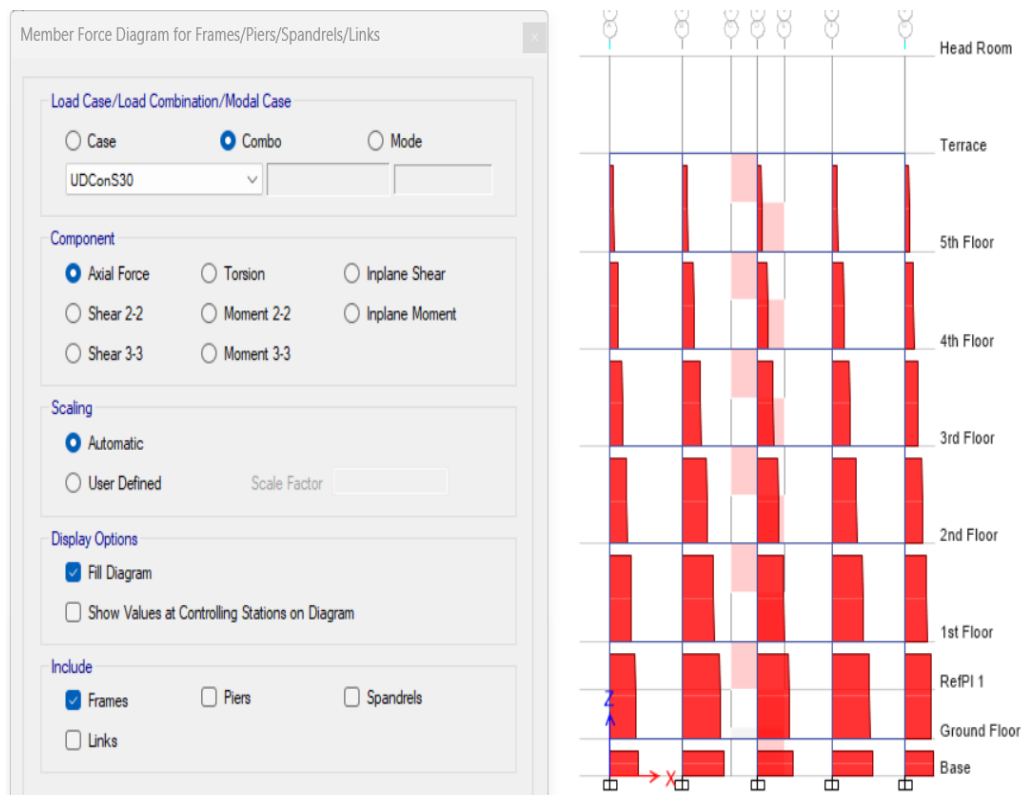 Member Force Diagram for Frames/Piers/Spandrels/Links
x
Load Case/Load Combination/Modal Case
Case
Combo
Mode
UDConS30
Component
Axial Force
Torsion
Inplane Shear
Shear 2-2
Moment 2-2
Inplane Moment
Shear 3-3
Moment 3-3
Scaling
Automatic
User Defined
Scale Factor
Display Options
Fill Diagram
Show Values at Controlling Stations on Diagram
Include
Frames
Piers
Spandrels
Links
Head Room
Terrace
5th Floor
4th Floor
3rd Floor
2nd Floor
1st Floor
RefPl 1
Ground Floor
Base
Z
X